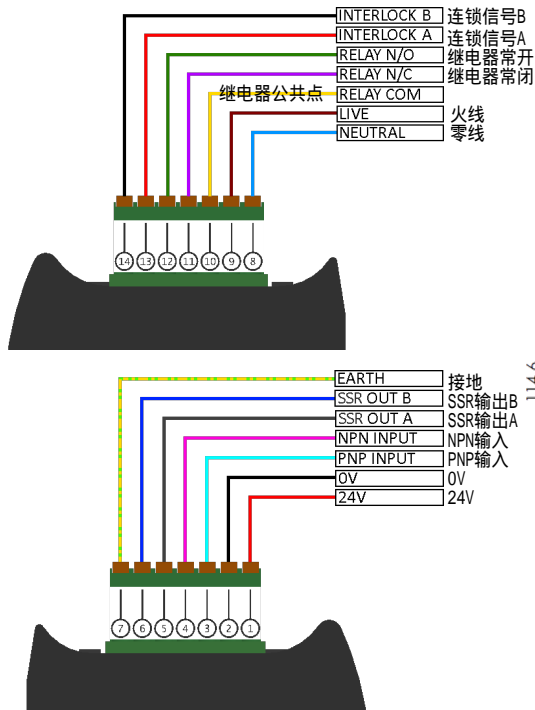 INTERLOCK B 连锁信号B
INTERLOCK A 连锁信号A
RELAY N/O 继电器常开
RELAY N/C 继电器常闭
继电器公共点 RELAY COM
LIVE 火线
NEUTRAL 零线
14 13 12 11 10 9 8
EARTH 接地
114.6
SSR OUT B SSR输出B
SSR OUT A SSR输出A
NPN INPUT NPN输入
PNP INPUT PNP输入
0V 0V
24V 24V
7 6 5 4 3 2 1